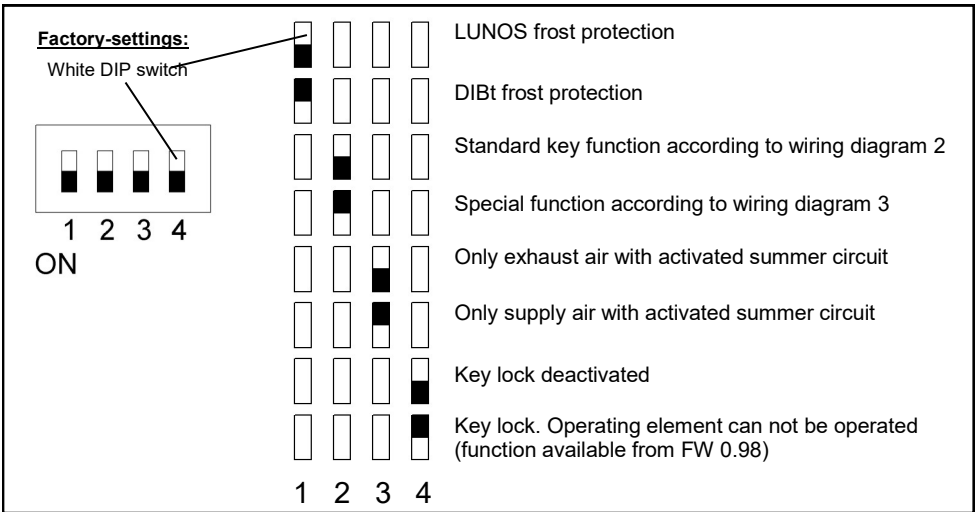 Factory-settings:
White DIP switch
1 2 3 4
ON
LUNOS frost protection
DIBt frost protection
Standard key function according to wiring diagram 2
Special function according to wiring diagram 3
Only exhaust air with activated summer circuit
Only supply air with activated summer circuit
Key lock deactivated
Key lock. Operating element can not be operated
(function available from FW 0.98)
1 2 3 4